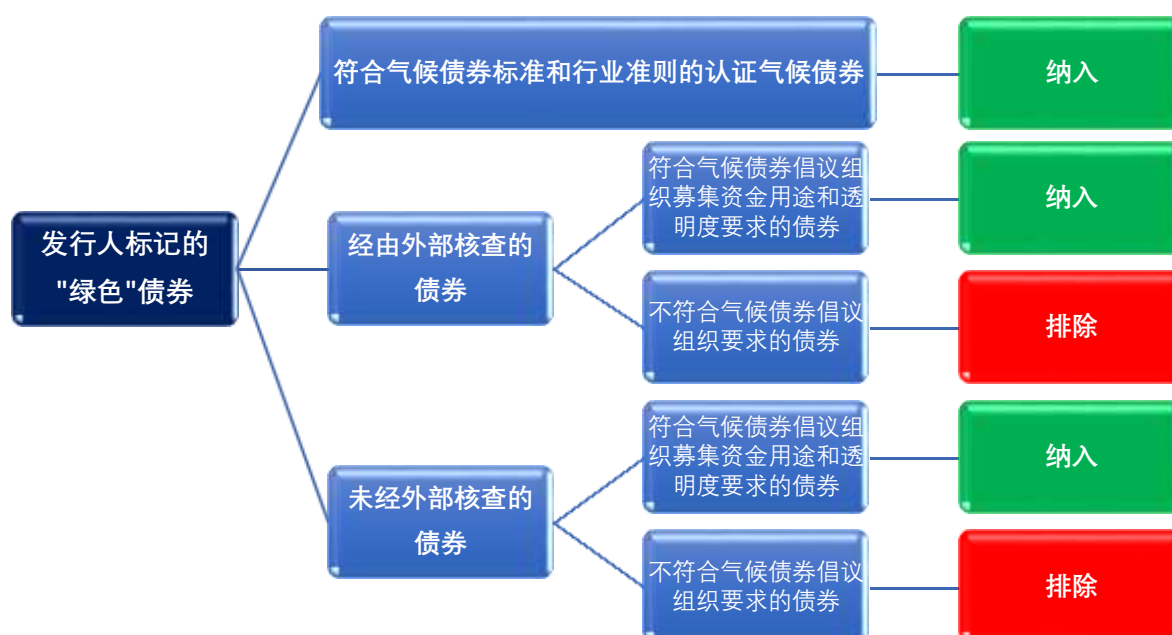 符合气候债券标准和行业准则的认证气候债券
纳入
符合气候债券倡议组
织募集资金用途和透
明度要求的债券
纳入
发行人标记的
"绿色"债券
经由外部核查的
债券
不符合气候债券倡议
组织要求的债券
排除
符合气候债券倡议组
织募集资金用途和透
明度要求的债券
纳入
未经外部核查的
债券
不符合气候债券倡议
组织要求的债券
排除